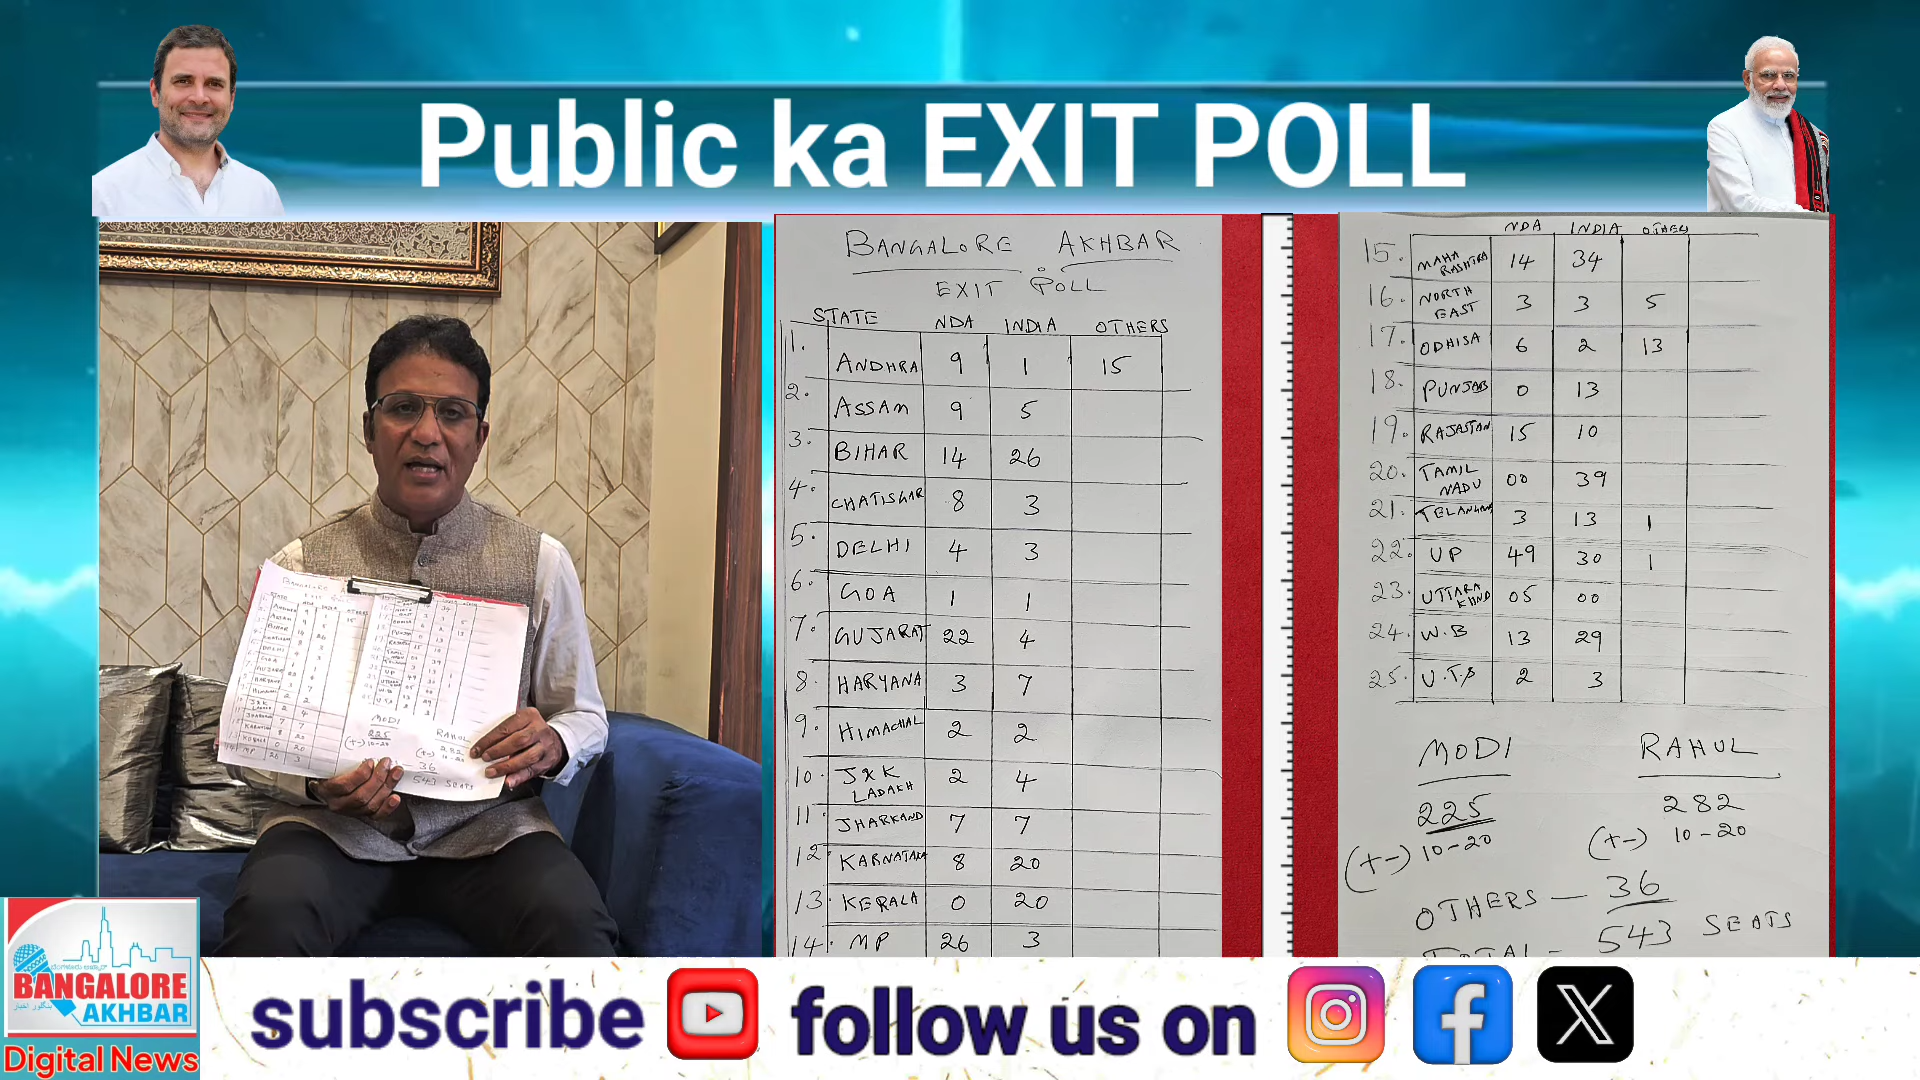 Public ka EXIT POLL
BANGALORE AKHBAR
EXIT POLL
STATE NDA INDIA OTHERS
1. ANDHRA 9 1 15
2. ASSAM 9 5
3. BIHAR 14 26
4. CHATISGAR 8 3
5. DELHI 4 3
6. GOA 1 1
7. GUJARAT 22 4
8. HARYANA 3 7
9. HIMACHAL 2 2
10. J&K LADAKH 2 4
11. JHARKAND 7 7
12. KARNATAKA 8 20
13. KERALA 0 20
14. MP 26 3
NDA INDIA OTHERS
15. MAHA RASHTRA 14 34
16. NORTH EAST 3 3 5
17. ODHISA 6 2 13
18. PUNJAB 0 13
19. RAJASTAN 15 10
20. TAMIL NADU 00 39
21. TELANGANA 3 13 1
22. UP 49 30 1
23. UTTARA KHND 05 00
24. W.B 13 29
25. U.T.S 2 3
MODI RAHUL
225 282
(+-) 10-20 (+-) 10-20
OTHERS — 36
TOTAL - 543 SEATS
BANGALORE
AKHBAR
Digital News
subscribe follow us on